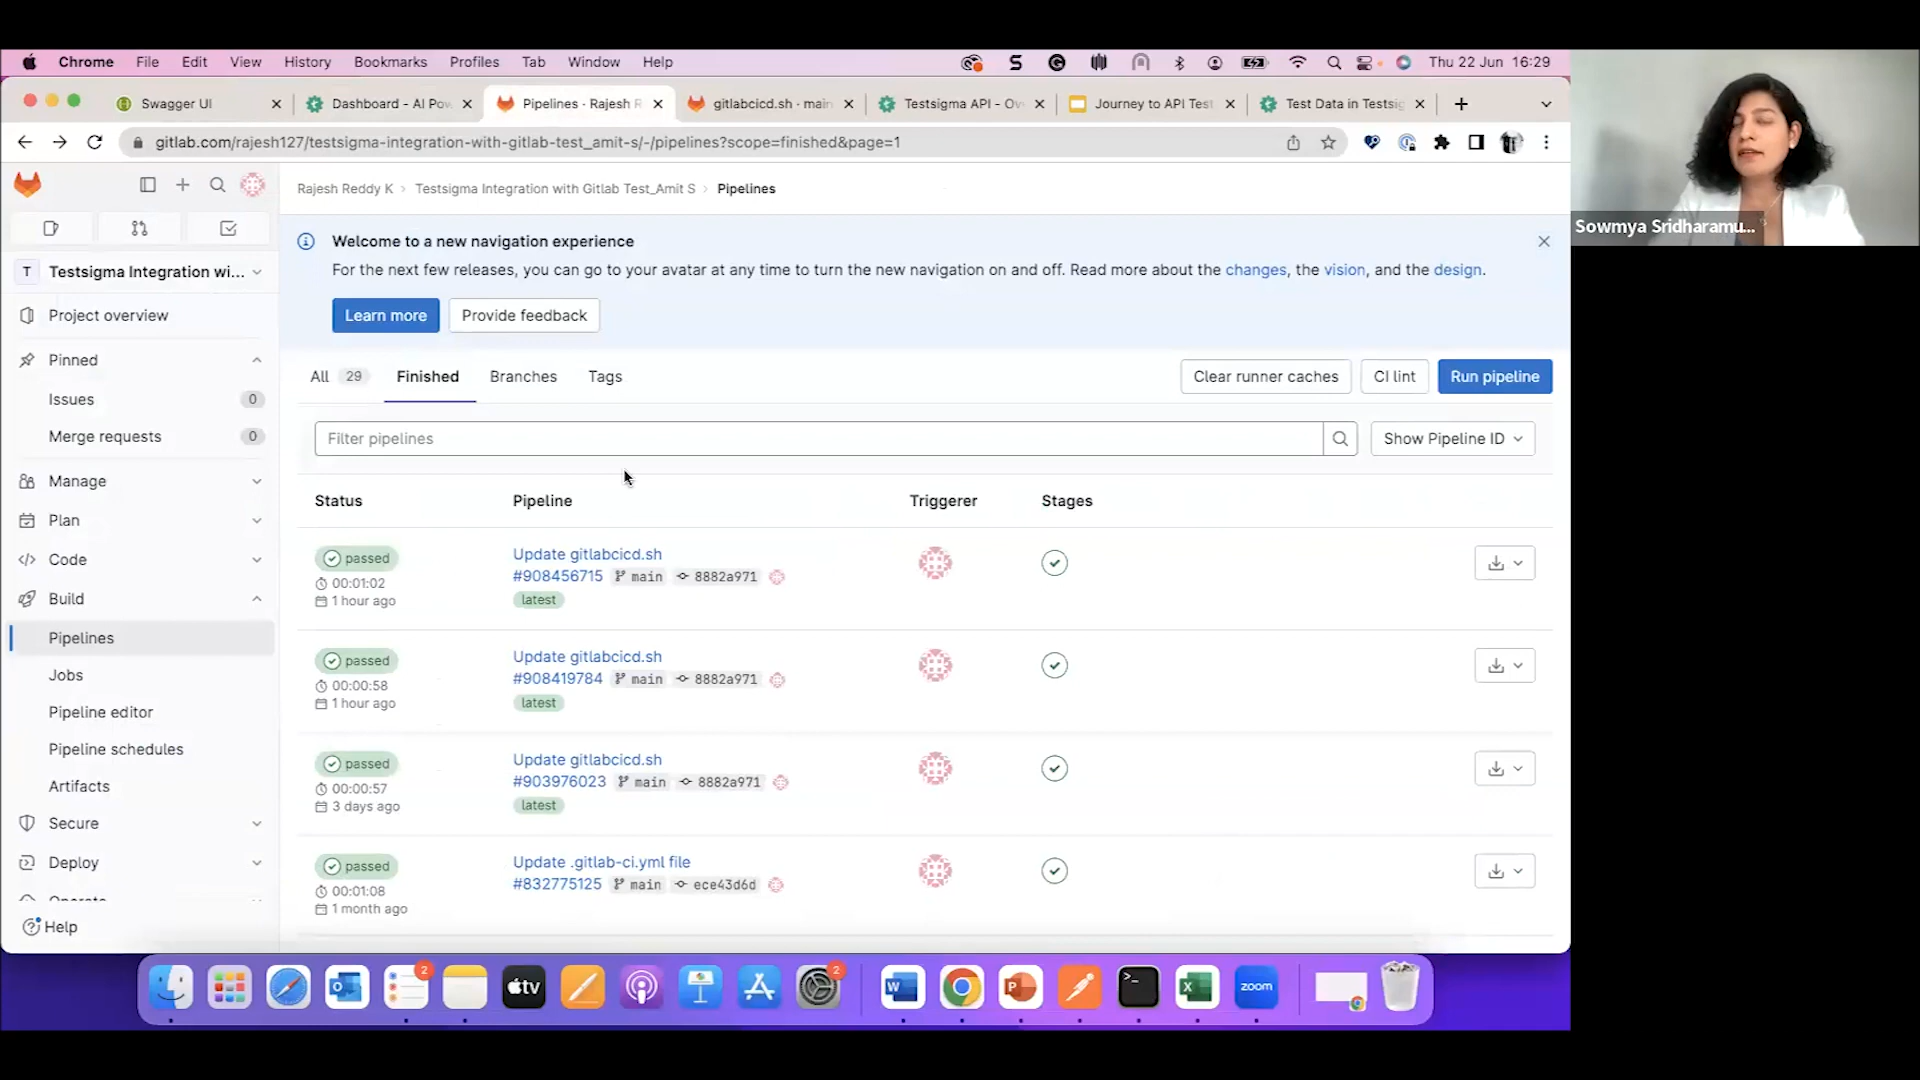 Chrome File Edit View History Bookmarks Profiles Tab Window Help Thu 22 Jun 16:29
Swagger UI Dashboard - AI Pow Pipelines · Rajesh R gitlabcicd.sh · main Testsigma API - Ov Journey to API Test Test Data in Testsig
gitlab.com/rajesh127/testsigma-integration-with-gitlab-test_amit-s/-/pipelines?scope=finished&page=1
Sowmya Sridharamu...
Rajesh Reddy K › Testsigma Integration with Gitlab Test_Amit S › Pipelines
T Testsigma Integration wi...
Project overview
Pinned
Issues 0
Merge requests 0
Manage
Plan
Code
Build
Pipelines
Jobs
Pipeline editor
Pipeline schedules
Artifacts
Secure
Deploy
Operate
Help
Welcome to a new navigation experience
For the next few releases, you can go to your avatar at any time to turn the new navigation on and off. Read more about the changes, the vision, and the design.
Learn more Provide feedback
All 29 Finished Branches Tags Clear runner caches CI lint Run pipeline
Filter pipelines Show Pipeline ID
Status Pipeline Triggerer Stages
passed Update gitlabcicd.sh
00:01:02 #908456715 main 8882a971
1 hour ago latest
passed Update gitlabcicd.sh
00:00:58 #908419784 main 8882a971
1 hour ago latest
passed Update gitlabcicd.sh
00:00:57 #903976023 main 8882a971
3 days ago latest
passed Update .gitlab-ci.yml file
00:01:08 #832775125 main ece43d6d
1 month ago
2 tv 2 W P X zoom